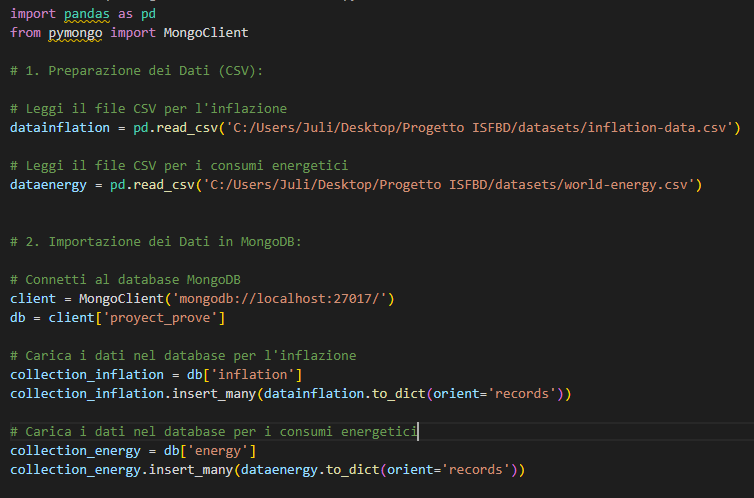 import pandas as pd
from pymongo import MongoClient
# 1. Preparazione dei Dati (CSV):
# Leggi il file CSV per l'inflazione
datainflation = pd.read_csv('C:/Users/Juli/Desktop/Progetto ISFBD/datasets/inflation-data.csv')
# Leggi il file CSV per i consumi energetici
dataenergy = pd.read_csv('C:/Users/Juli/Desktop/Progetto ISFBD/datasets/world-energy.csv')
# 2. Importazione dei Dati in MongoDB:
# Connetti al database MongoDB
client = MongoClient('mongodb://localhost:27017/')
db = client['proyect_prove']
# Carica i dati nel database per l'inflazione
collection_inflation = db['inflation']
collection_inflation.insert_many(datainflation.to_dict(orient='records'))
# Carica i dati nel database per i consumi energetici
collection_energy = db['energy']
collection_energy.insert_many(dataenergy.to_dict(orient='records'))